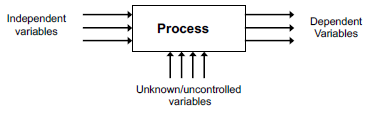 Independent
variables
Process
Dependent
Variables
Unknown/uncontrolled
variables